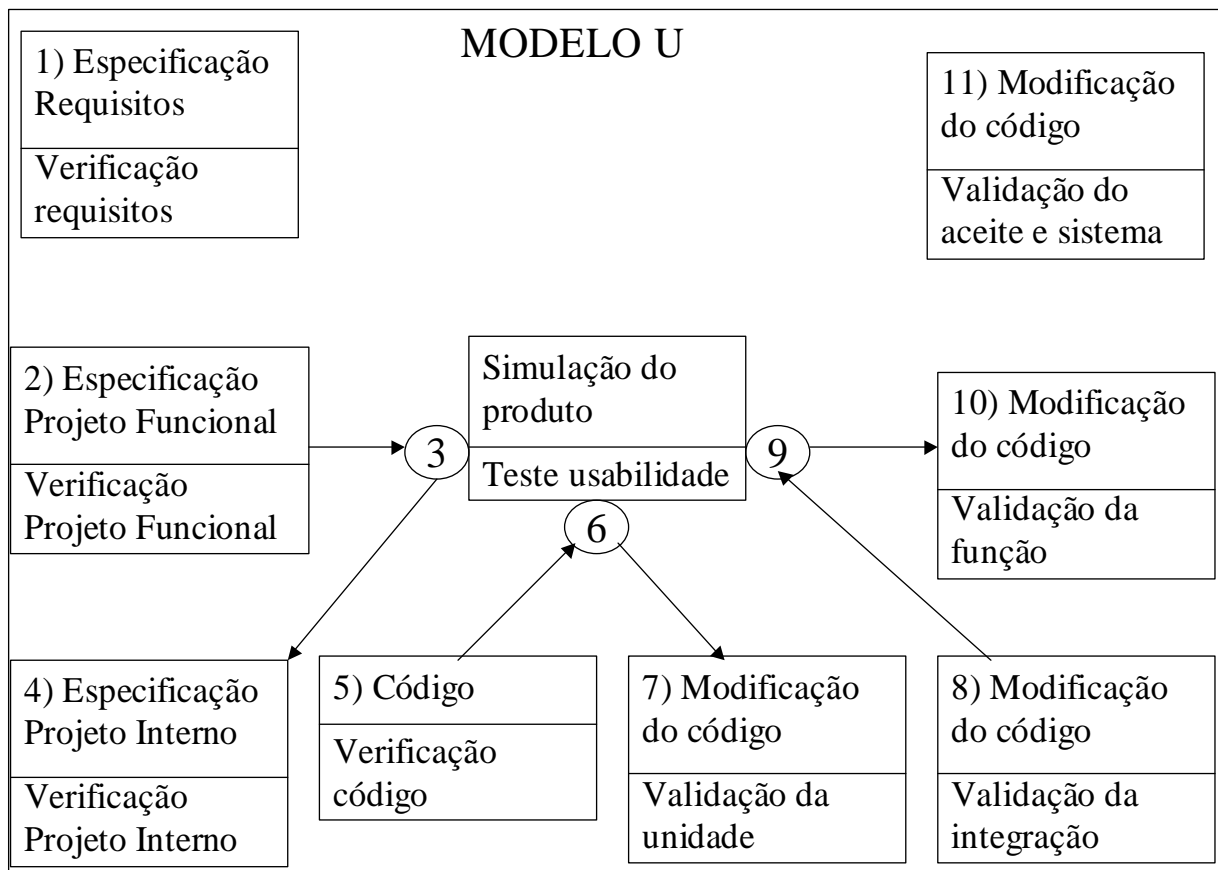 MODELO U
1) Especificação
Requisitos
Verificação
requisitos
11) Modificação
do código
Validação do
aceite e sistema
2) Especificação
Projeto Funcional
Verificação
Projeto Funcional
3
Simulação do
produto
Teste usabilidade
6
9
10) Modificação
do código
Validação da
função
4) Especificação
Projeto Interno
Verificação
Projeto Interno
5) Código
Verificação
código
7) Modificação
do código
Validação da
unidade
8) Modificação
do código
Validação da
integração